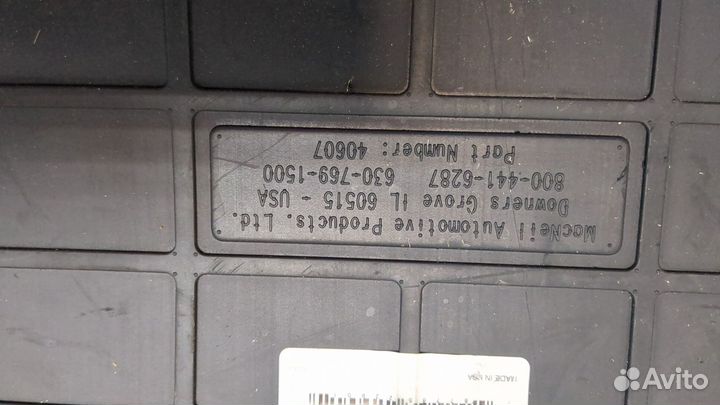 MacNeil Automotive Products. Ltd.
Downers Grove IL 60515 - USA
800-441-6287 630-769-1500
Part Number: 40607
MADE IN USA
Avito